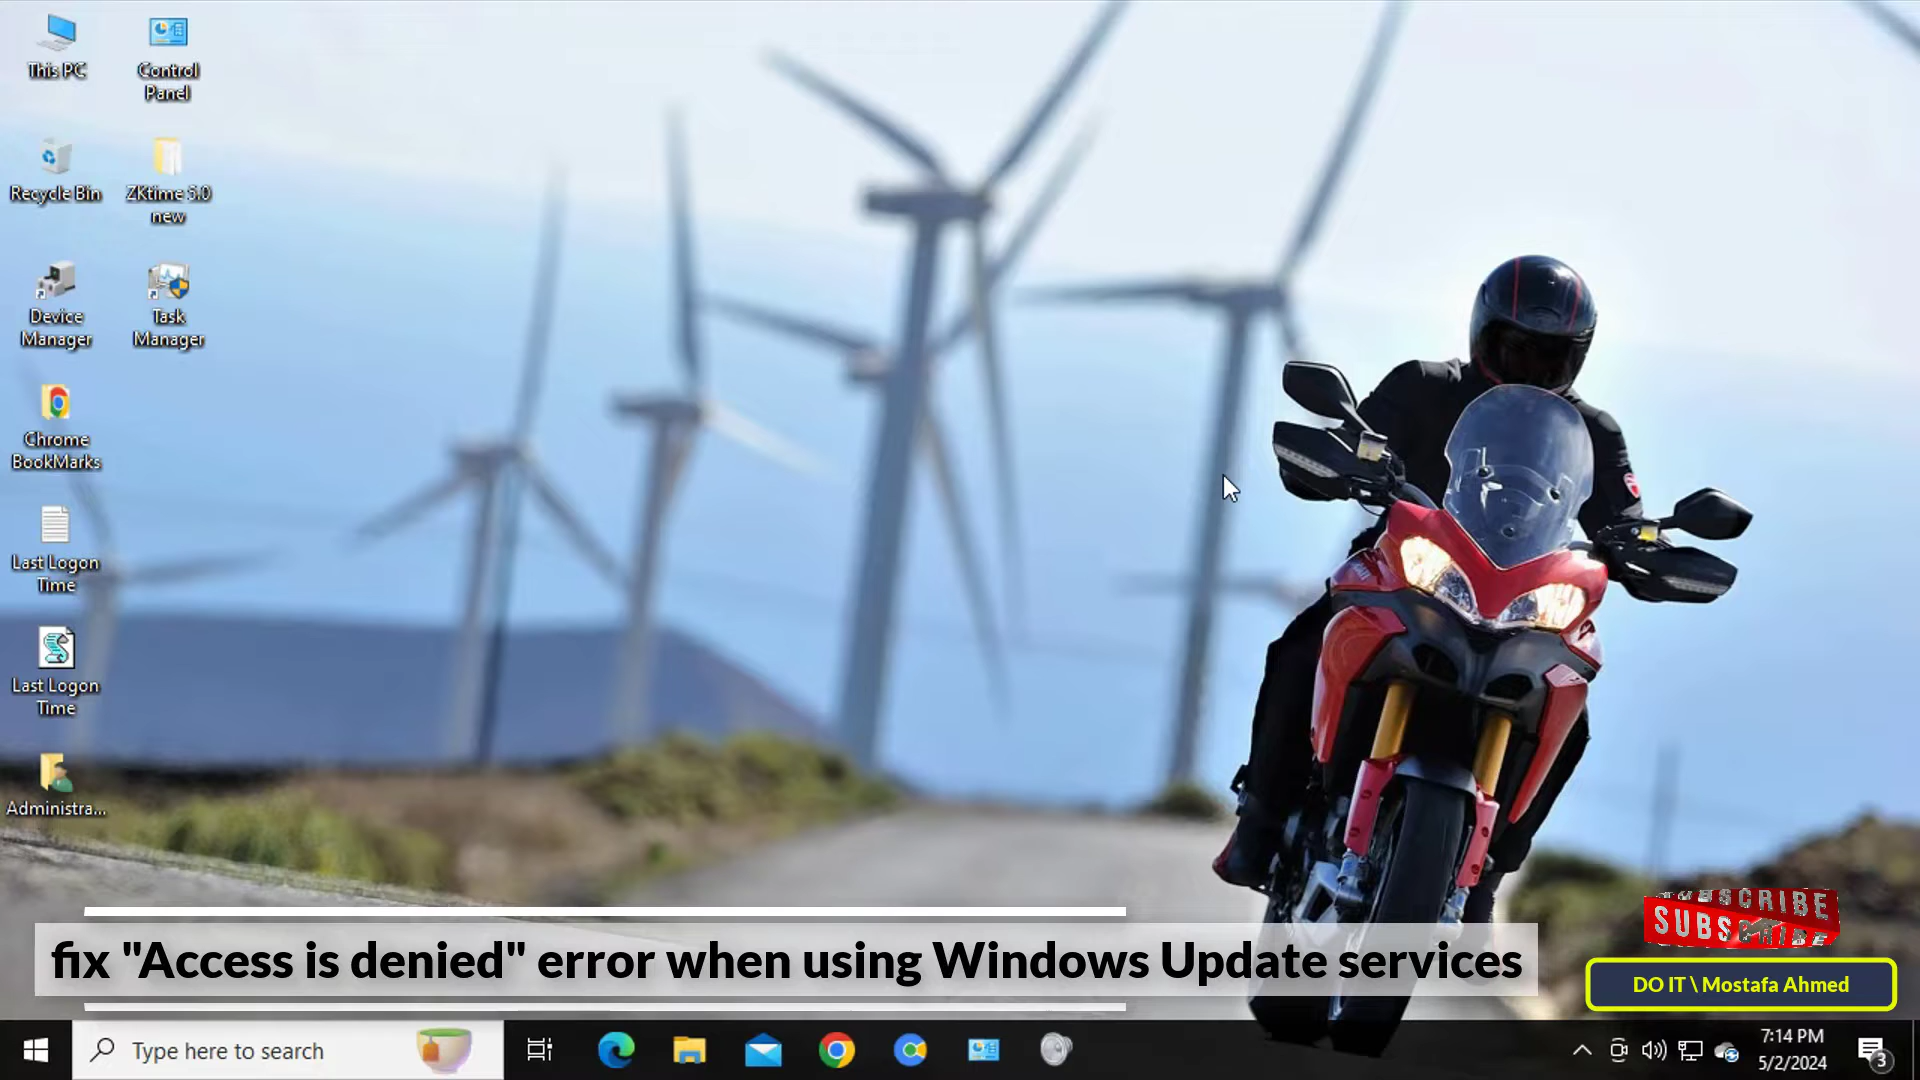 This PC
Control
Panel
Recycle Bin
ZKtime 5.0
new
Device
Manager
Task
Manager
Chrome
BookMarks
Last Logon
Time
Last Logon
Time
Administra...
SUBSCRIBE
fix "Access is denied" error when using Windows Update services
DO IT \ Mostafa Ahmed
Type here to search
7:14 PM
5/2/2024
3